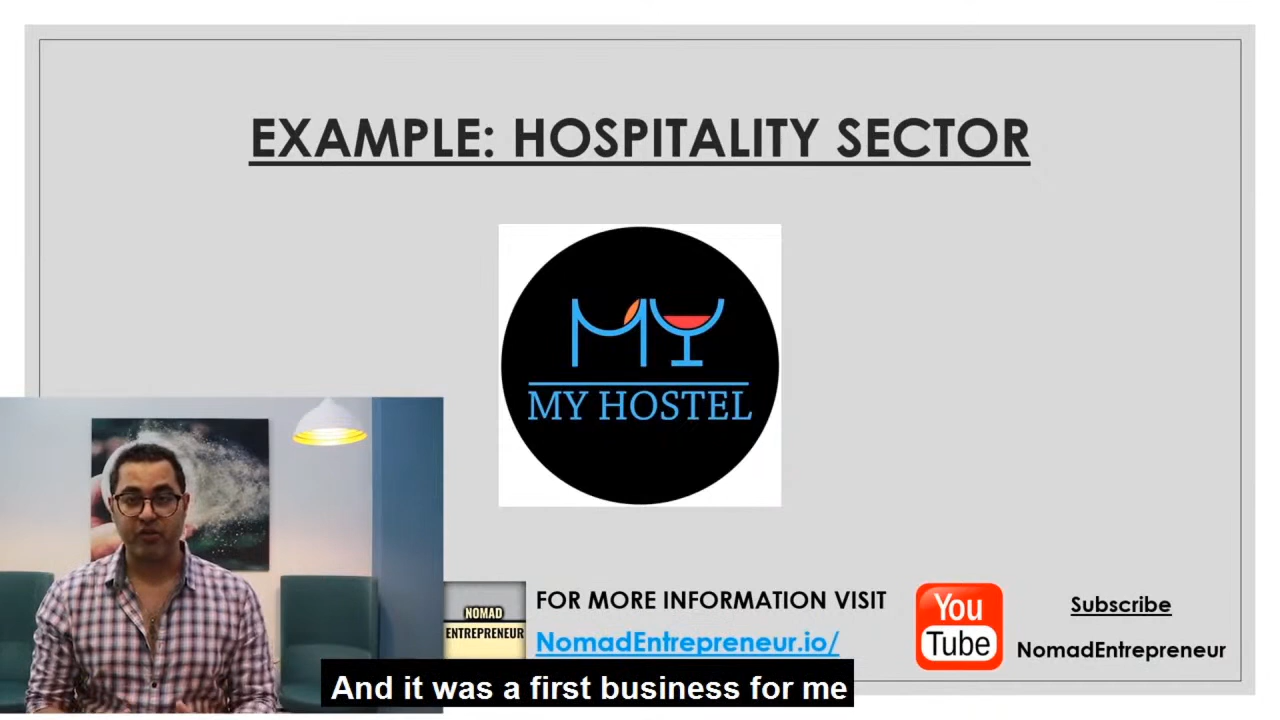 EXAMPLE: HOSPITALITY SECTOR
MY
MY HOSTEL
NOMAD
ENTREPRENEUR
FOR MORE INFORMATION VISIT
NomadEntrepreneur.io/
You
Tube
Subscribe
NomadEntrepreneur
And it was a first business for me